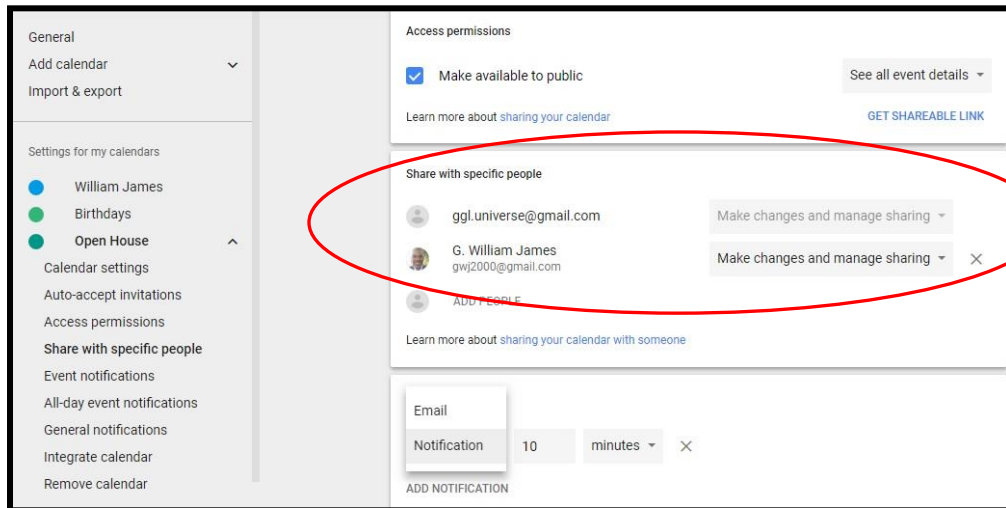 General
Add calendar
Import & export
Settings for my calendars
William James
Birthdays
Open House
Calendar settings
Auto-accept invitations
Access permissions
Share with specific people
Event notifications
All-day event notifications
General notifications
Integrate calendar
Remove calendar
Access permissions
Make available to public
See all event details
Learn more about sharing your calendar
GET SHAREABLE LINK
Share with specific people
ggl.universe@gmail.com
Make changes and manage sharing
G. William James
gwj2000@gmail.com
Make changes and manage sharing
ADD PEOPLE
Learn more about sharing your calendar with someone
Email
Notification 10 minutes
ADD NOTIFICATION